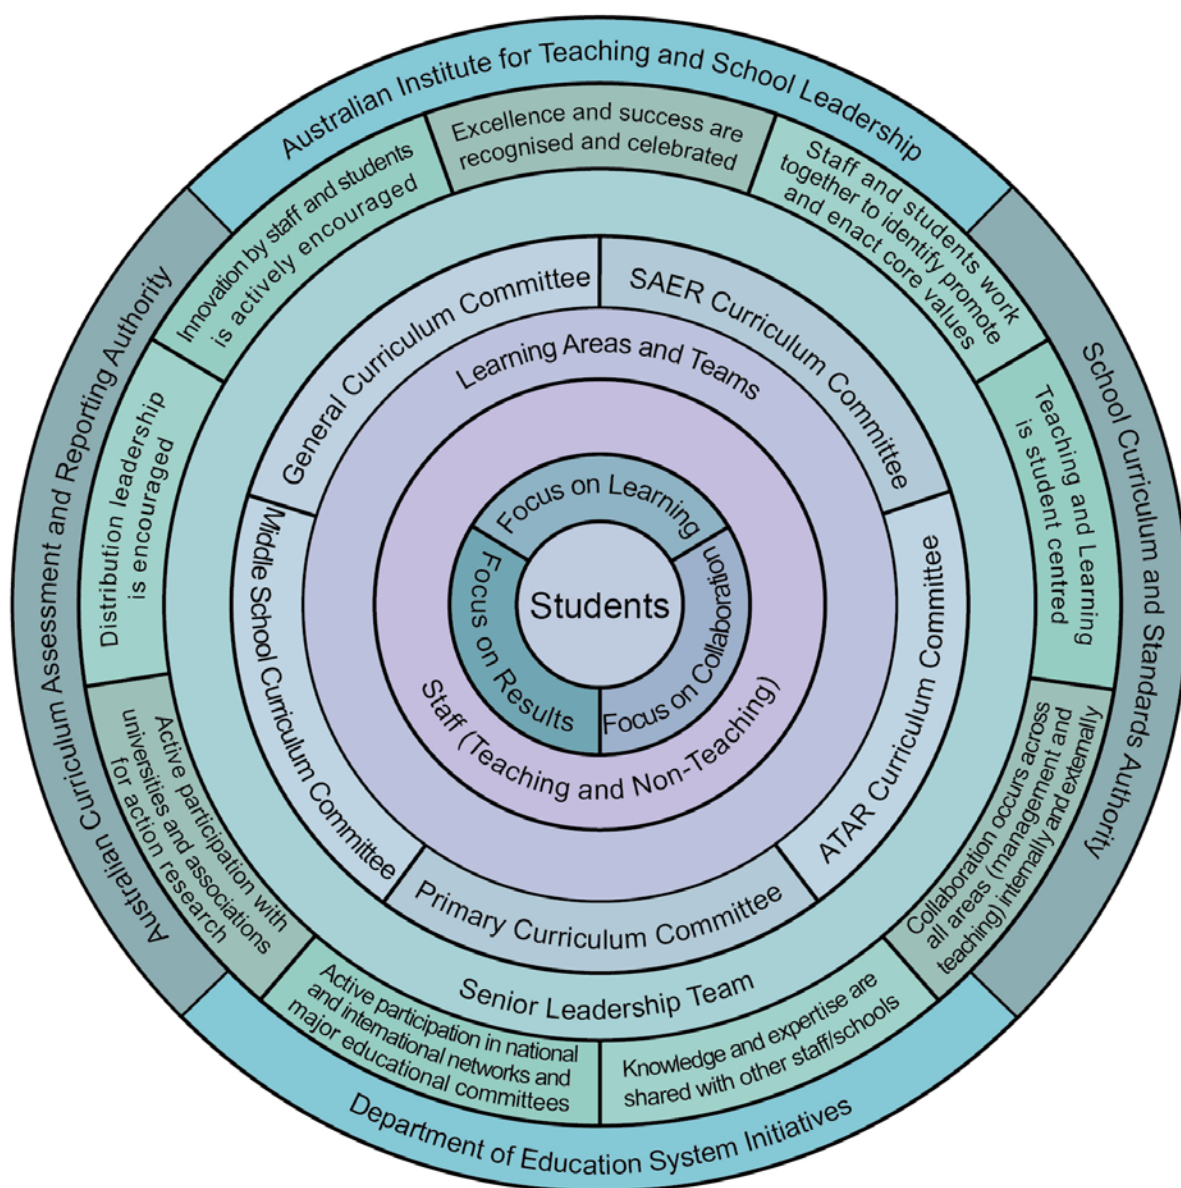 Australian Institute for Teaching and School Leadership
School Curriculum and Standards Authority
Department of Education System Initiatives
Australian Curriculum Assessment and Reporting Authority
Excellence and success are
recognised and celebrated
Staff and students work
together to identify promote
and enact core values
Teaching and Learning
is student centred
Collaboration occurs across
all areas (management and
teaching) internally and externally
Knowledge and expertise are
shared with other staff/schools
Active participation in national
and international networks and
major educational committees
Active participation with
universities and associations
for action research
Distribution leadership
is encouraged
Innovation by staff and students
is actively encouraged
Senior Leadership Team
General Curriculum Committee
SAER Curriculum Committee
ATAR Curriculum Committee
Primary Curriculum Committee
Middle School Curriculum Committee
Learning Areas and Teams
Staff (Teaching and Non-Teaching)
Focus on Learning
Focus on Collaboration
Focus on Results
Students